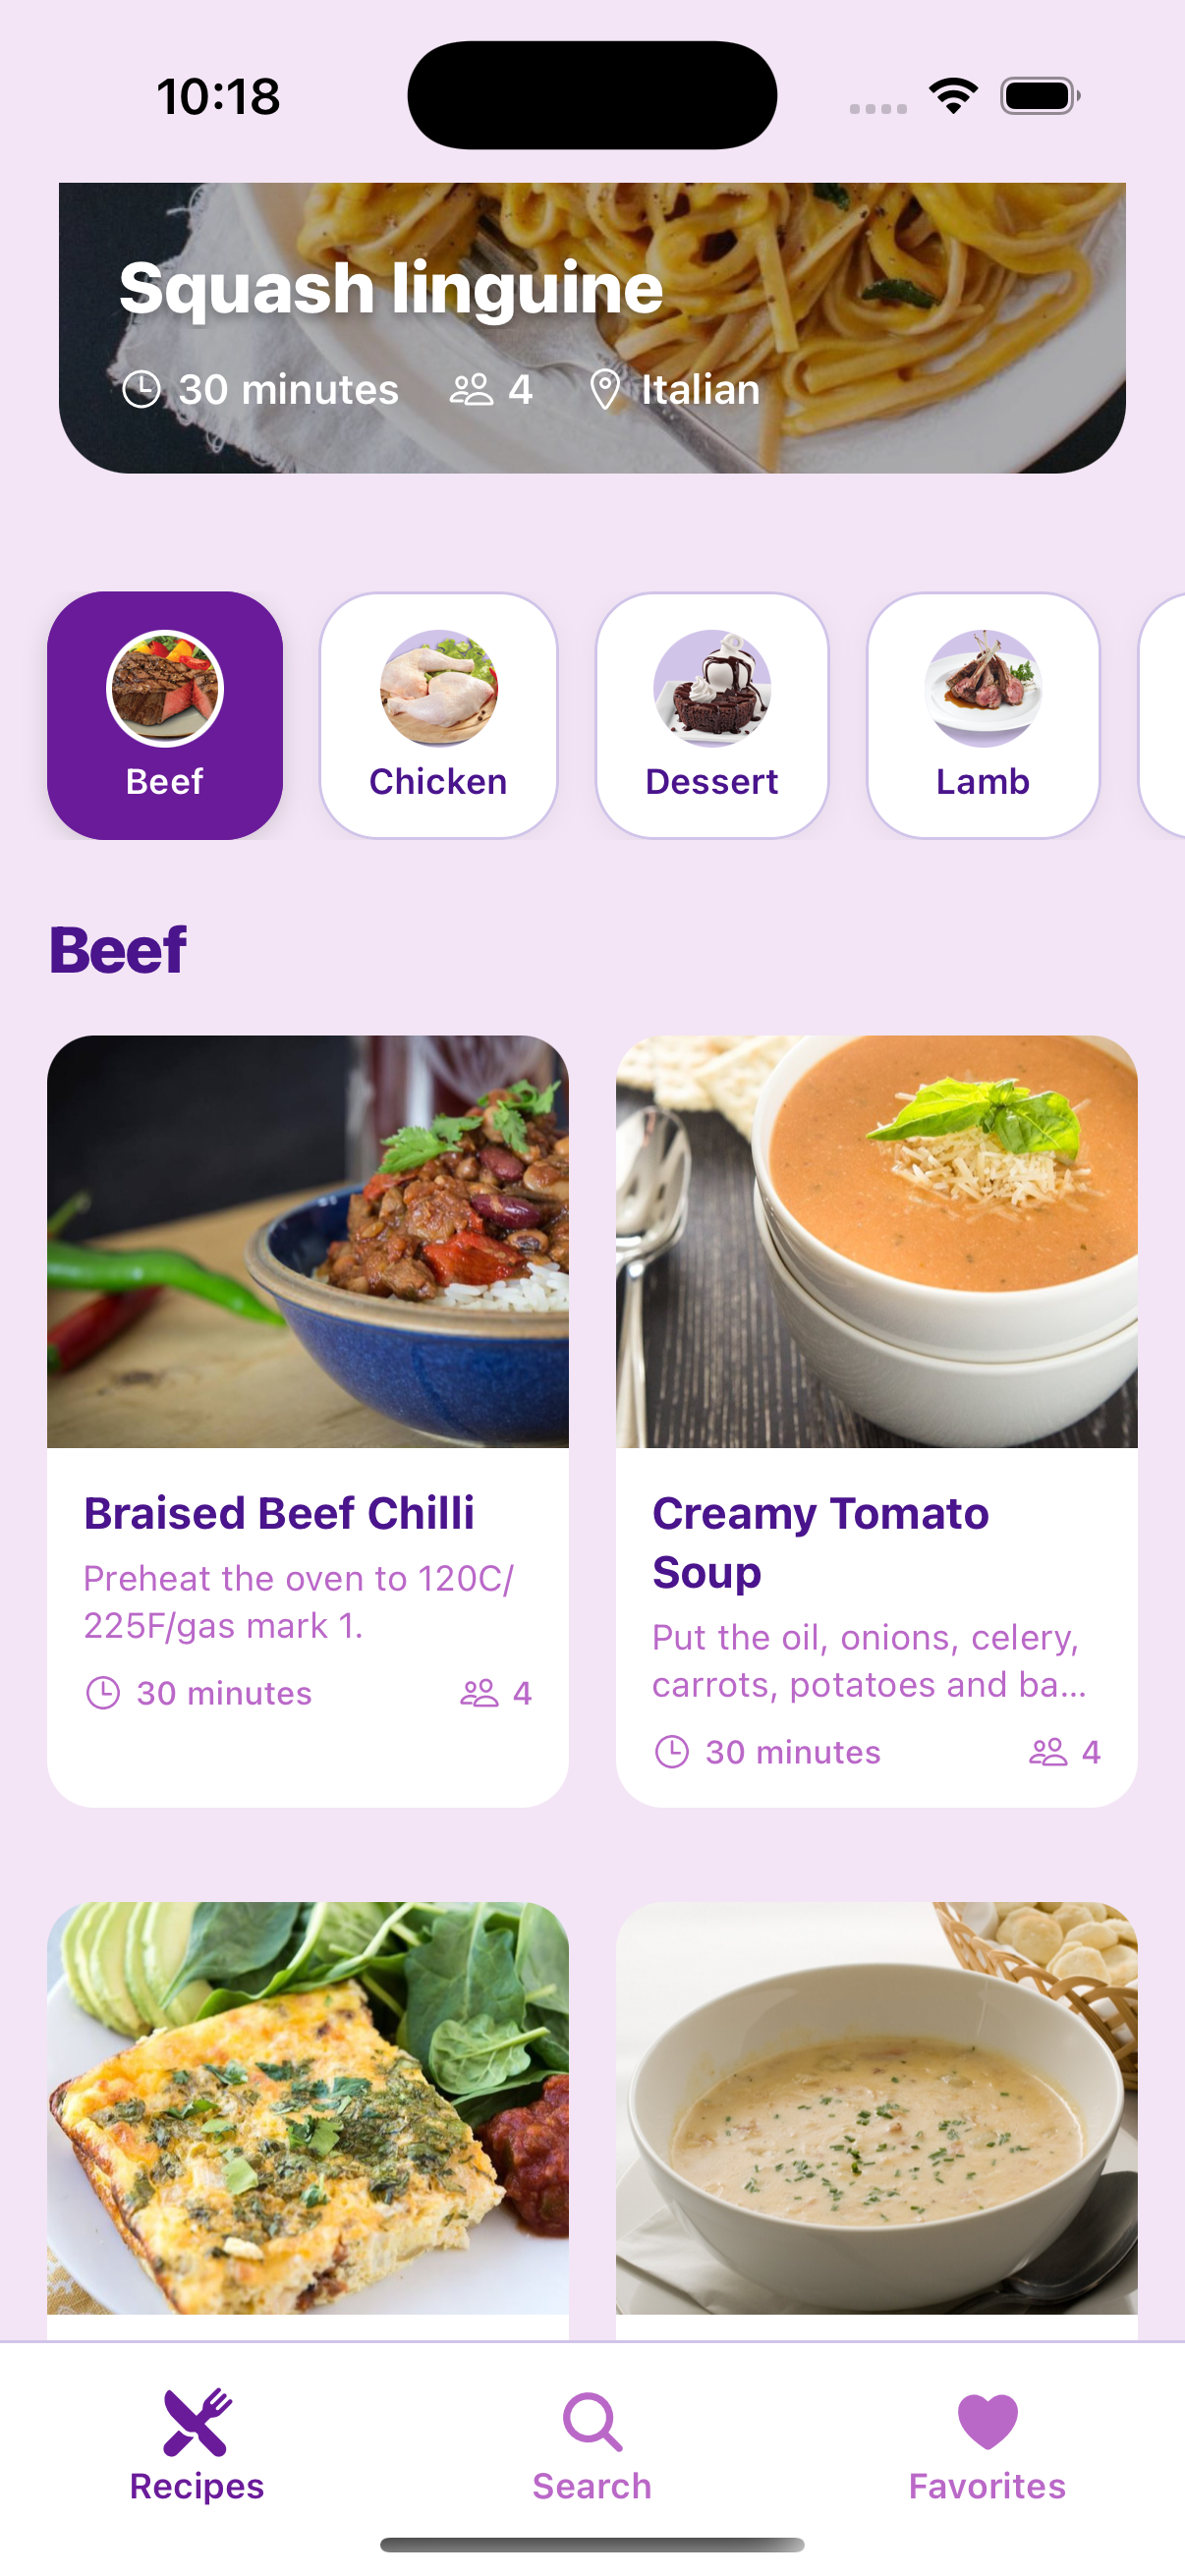 10:18
Squash linguine
30 minutes 4 Italian
Beef Chicken Dessert Lamb
Beef
Braised Beef Chilli
Preheat the oven to 120C/
225F/gas mark 1.
30 minutes 4
Creamy Tomato
Soup
Put the oil, onions, celery,
carrots, potatoes and ba...
30 minutes 4
Recipes Search Favorites